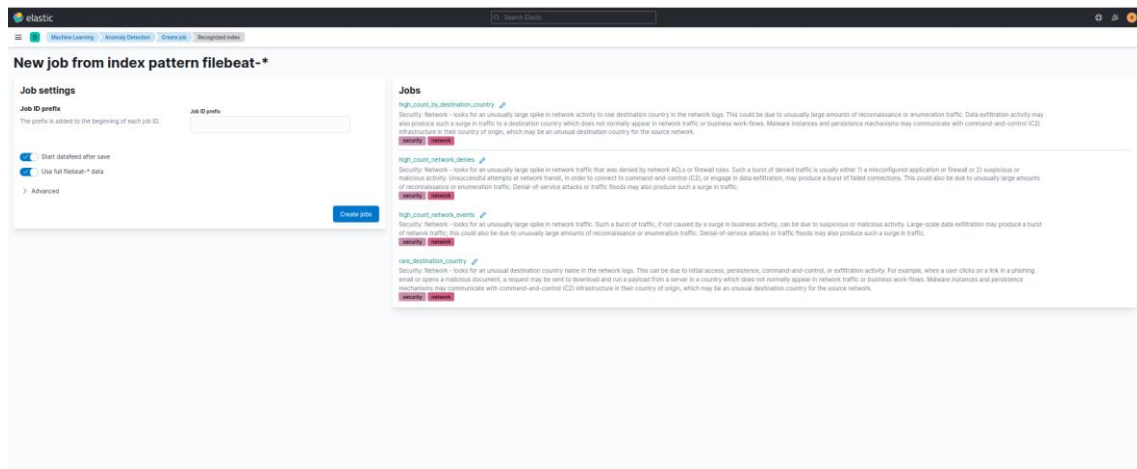 elastic
Search Elastic
D
Machine Learning
Anomaly Detection
Create job
Recognized index
New job from index pattern filebeat-*
Job settings
Job ID prefix
The prefix is added to the beginning of each job ID.
Job ID prefix
Start datafeed after save
Use full filebeat-* data
Advanced
Create jobs
Jobs
high_count_by_destination_country
Security: Network - looks for an unusually large spike in network activity to one destination country in the network logs. This could be due to unusually large amounts of reconnaissance or enumeration traffic. Data exfiltration activity may
also produce such a surge in traffic to a destination country which does not normally appear in network traffic or business work-flows. Malware instances and persistence mechanisms may communicate with command-and-control (C2)
infrastructure in their country of origin, which may be an unusual destination country for the source network.
security network
high_count_network_denies
Security: Network - looks for an unusually large spike in network traffic that was denied by network ACLs or firewall rules. Such a burst of denied traffic is usually either 1) a misconfigured application or firewall or 2) suspicious or
malicious activity. Unsuccessful attempts at network transit, in order to connect to command-and-control (C2), or engage in data exfiltration, may produce a burst of failed connections. This could also be due to unusually large amounts
of reconnaissance or enumeration traffic. Denial-of-service attacks or traffic floods may also produce such a surge in traffic.
security network
high_count_network_events
Security: Network - looks for an unusually large spike in network traffic. Such a burst of traffic, if not caused by a surge in business activity, can be due to suspicious or malicious activity. Large-scale data exfiltration may produce a burst
of network traffic; this could also be due to unusually large amounts of reconnaissance or enumeration traffic. Denial-of-service attacks or traffic floods may also produce such a surge in traffic.
security network
rare_destination_country
Security: Network - looks for an unusual destination country name in the network logs. This can be due to initial access, persistence, command-and-control, or exfiltration activity. For example, when a user clicks on a link in a phishing
email or opens a malicious document, a request may be sent to download and run a payload from a server in a country which does not normally appear in network traffic or business work-flows. Malware instances and persistence
mechanisms may communicate with command-and-control (C2) infrastructure in their country of origin, which may be an unusual destination country for the source network.
security network